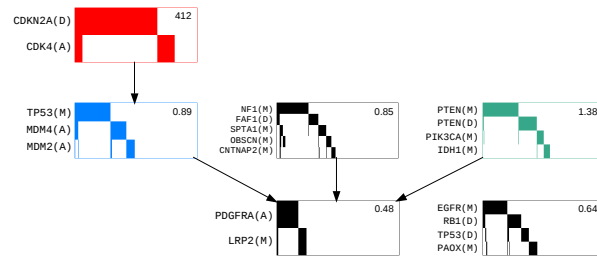 CDKN2A(D)
412
CDK4(A)
TP53(M)
0.89
MDM4(A)
MDM2(A)
NF1(M)
0.85
FAF1(D)
SPTA1(M)
OBSCN(M)
CNTNAP2(M)
PTEN(M)
1.38
PTEN(D)
PIK3CA(M)
IDH1(M)
PDGFRA(A)
0.48
LRP2(M)
EGFR(M)
0.64
RB1(D)
TP53(D)
PAOX(M)